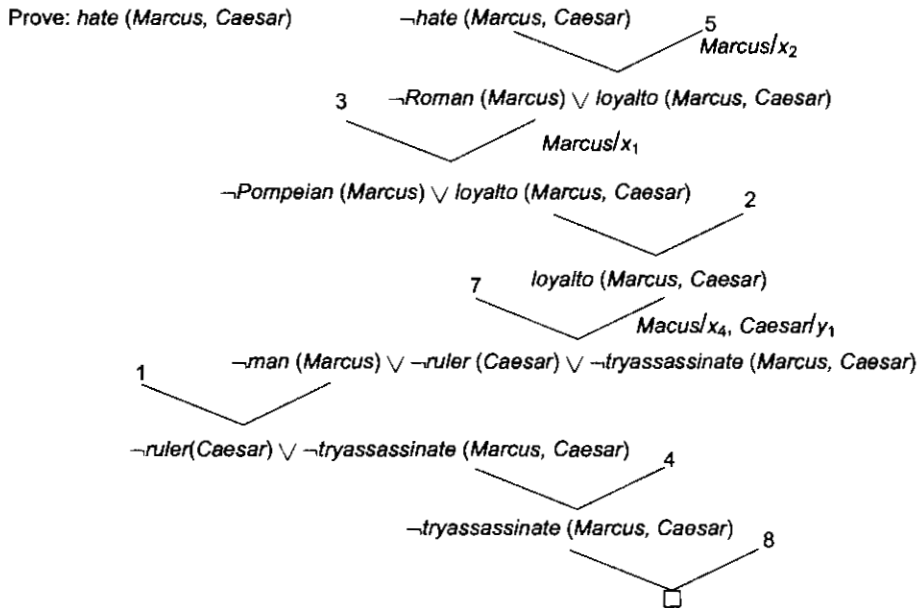 Prove: hate (Marcus, Caesar) ¬hate (Marcus, Caesar) 5
Marcus/x₂
3 ¬Roman (Marcus) ∨ loyalto (Marcus, Caesar)
Marcus/x₁
¬Pompeian (Marcus) ∨ loyalto (Marcus, Caesar) 2
7 loyalto (Marcus, Caesar)
Macus/x₄, Caesar/y₁
1 ¬man (Marcus) ∨ ¬ruler (Caesar) ∨ ¬tryassassinate (Marcus, Caesar)
¬ruler(Caesar) ∨ ¬tryassassinate (Marcus, Caesar) 4
¬tryassassinate (Marcus, Caesar) 8